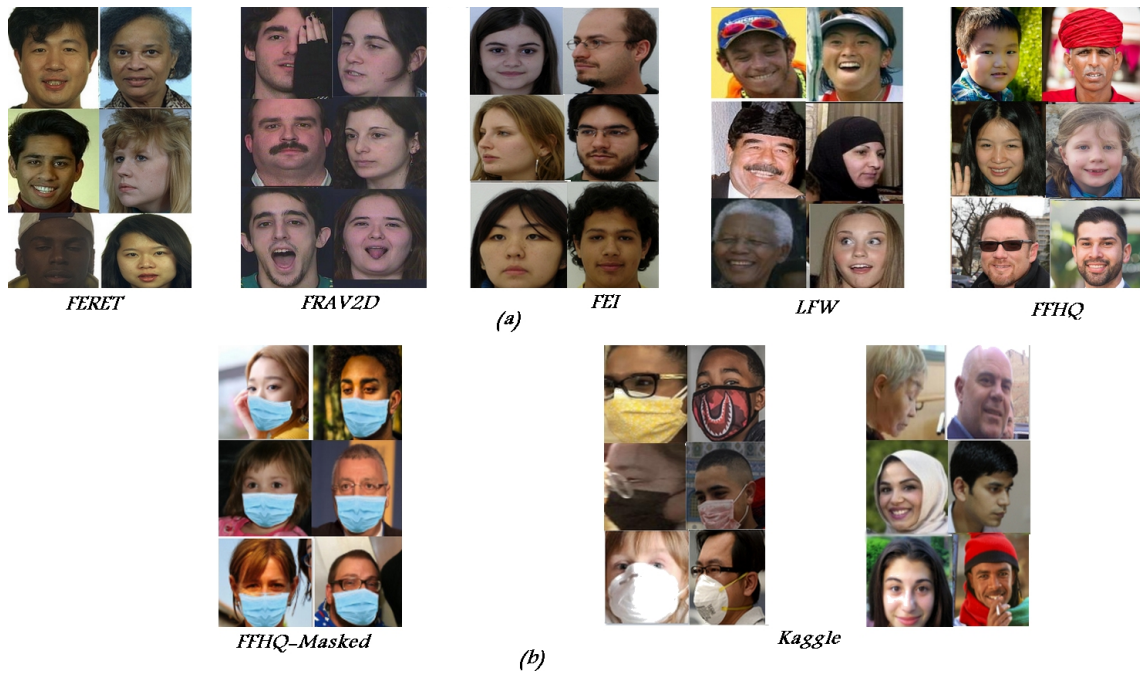 FERET
FRAV2D
FEI
LFW
FFHQ
(a)
FFHQ-Masked
Kaggle
(b)